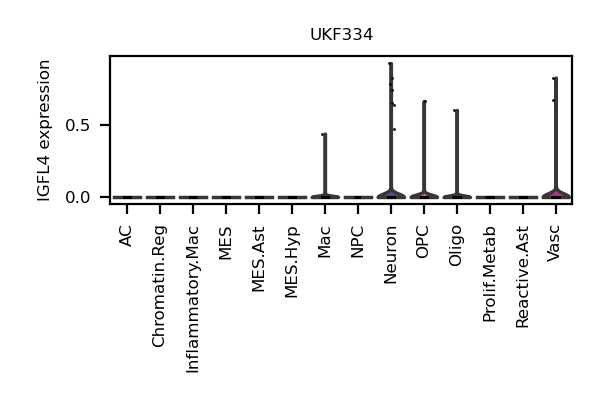 UKF334
IGFL4 expression
0.5
0.0
AC
Chromatin.Reg
Inflammatory.Mac
MES
MES.Ast
MES.Hyp
Mac
NPC
Neuron
OPC
Oligo
Prolif.Metab
Reactive.Ast
Vasc